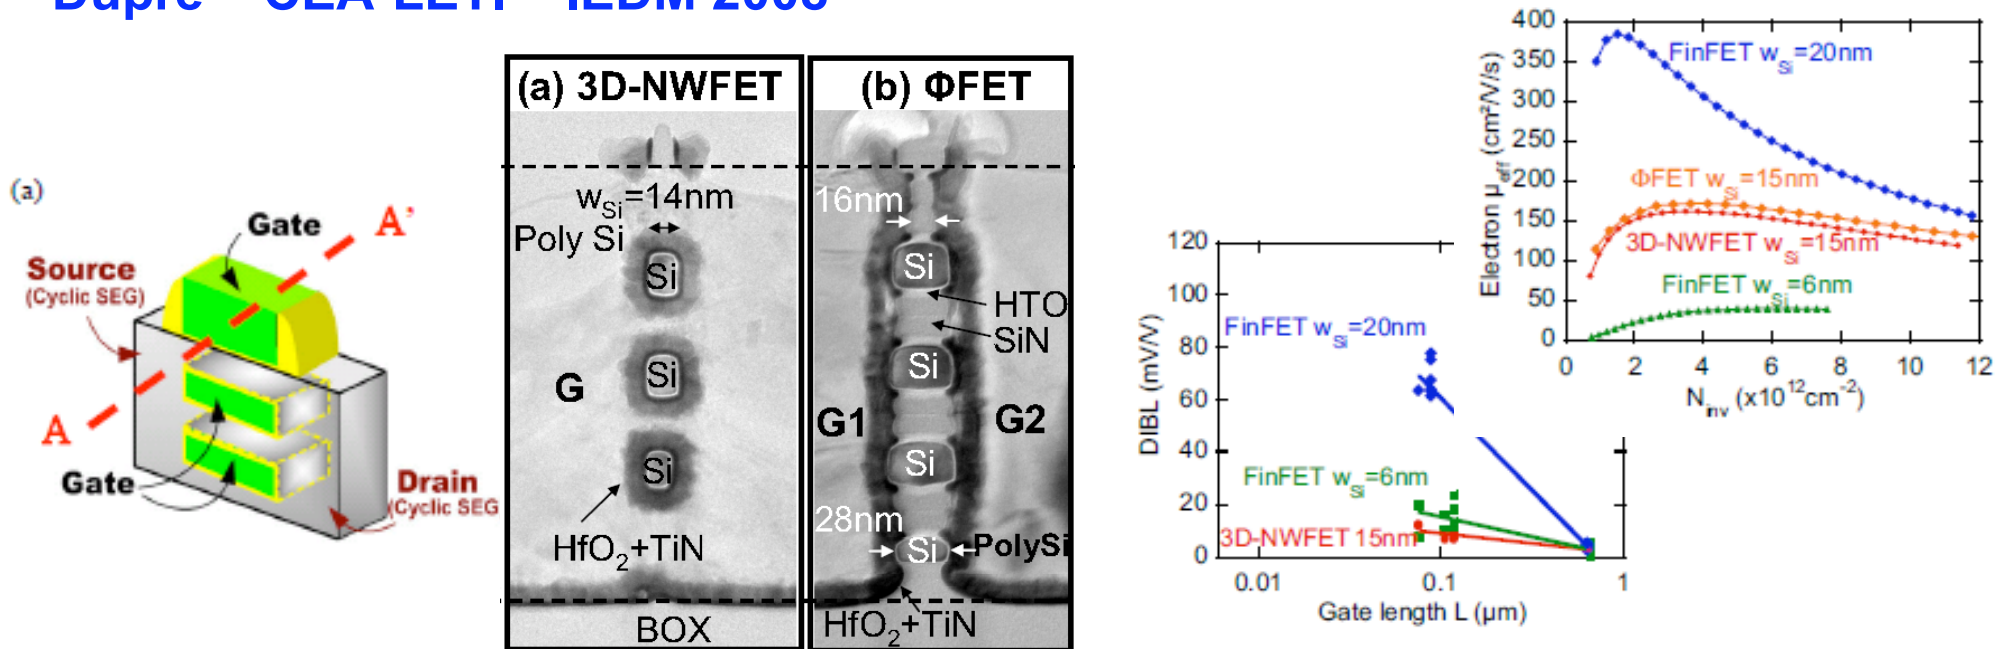 Dupré – CEA-LETI – IEDM 2008
(a)
A'
Gate
Source
(Cyclic SEG)
A
Gate
Drain
(Cyclic SEG
(a) 3D-NWFET
wSi=14nm
Poly Si
Si
Si
G
Si
HfO2+TiN
BOX
(b) ΦFET
16nm
Si
HTO
SiN
Si
G1
G2
Si
28nm
Si
PolySi
HfO2+TiN
DIBL (mV/V)
120
100
80
60
40
20
0
FinFET wSi=20nm
FinFET wSi=6nm
3D-NWFET 15nm
0.01
0.1
1
Gate length L (µm)
Electron µeff (cm²/V/s)
400
350
300
250
200
150
100
50
0
FinFET wSi=20nm
ΦFET wSi=15nm
3D-NWFET wSi=15nm
FinFET wSi=6nm
0 2 4 6 8 10 12
Ninv (x10¹²cm⁻²)